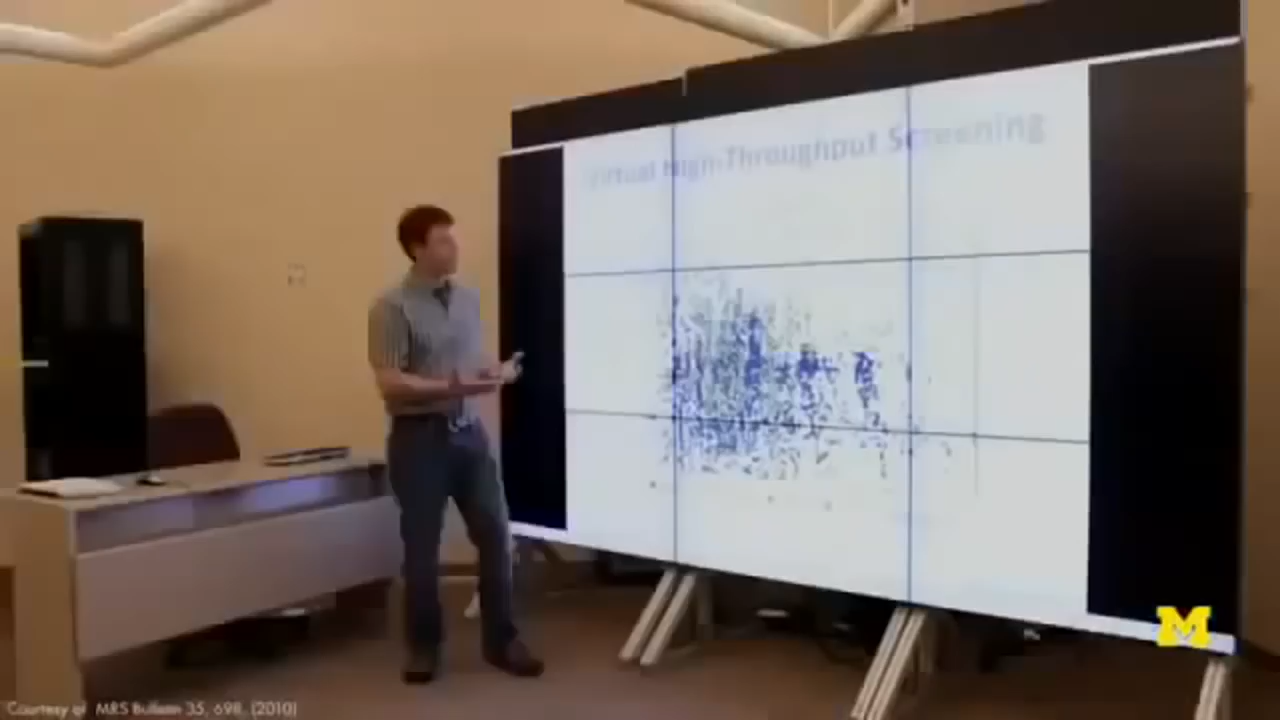 Virtual High-Throughput Screening
M
Courtesy of MRS Bulletin 35, 698, (2010)